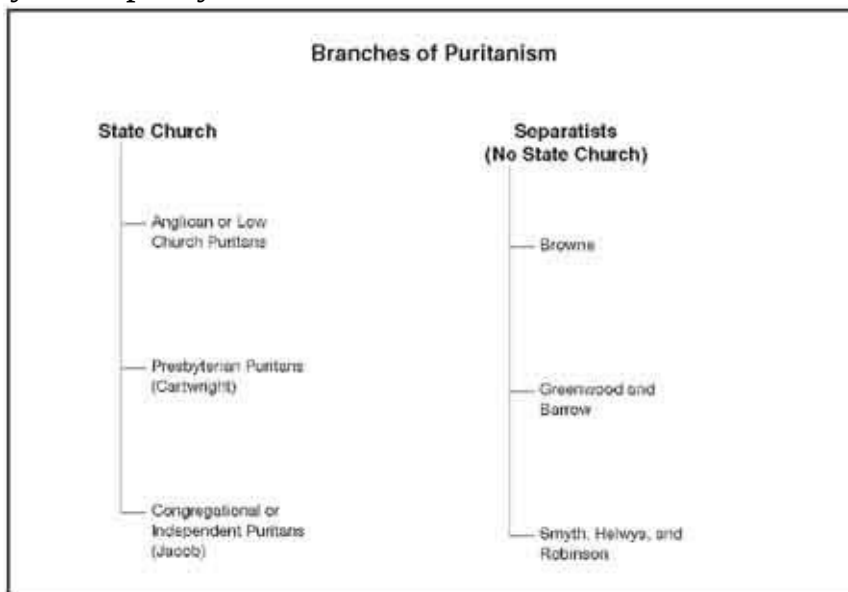 Branches of Puritanism
State Church
Anglican or Low
Church Puritans
Presbyterian Puritans
(Cartwright)
Congregational or
Independent Puritans
(Jacob)
Separatists
(No State Church)
Browne
Greenwood and
Barrow
Smyth, Helwys, and
Robinson